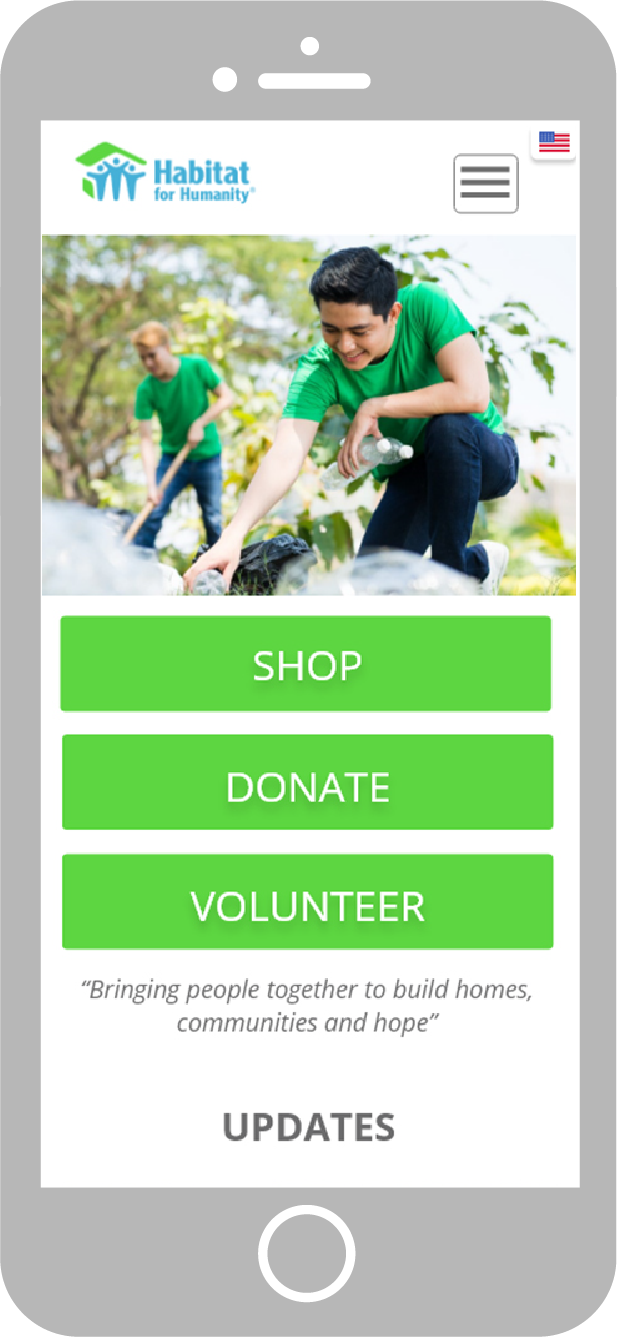 Habitat
for Humanity®
SHOP
DONATE
VOLUNTEER
“Bringing people together to build homes,
communities and hope”
UPDATES